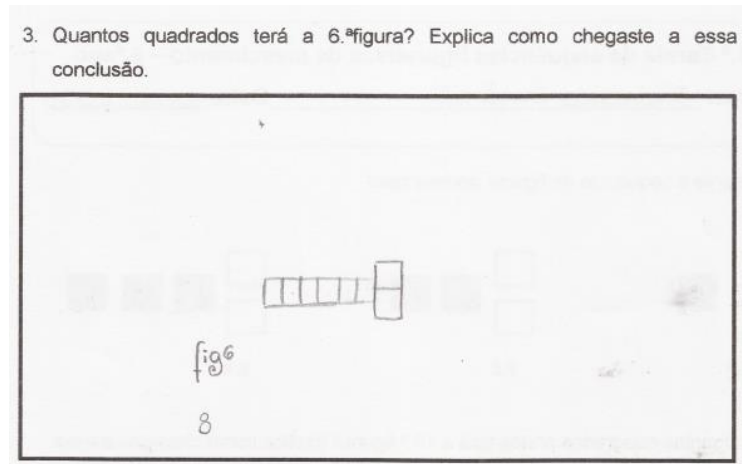 3. Quantos quadrados terá a 6.ªfigura? Explica como chegaste a essa
conclusão.
fig6
8